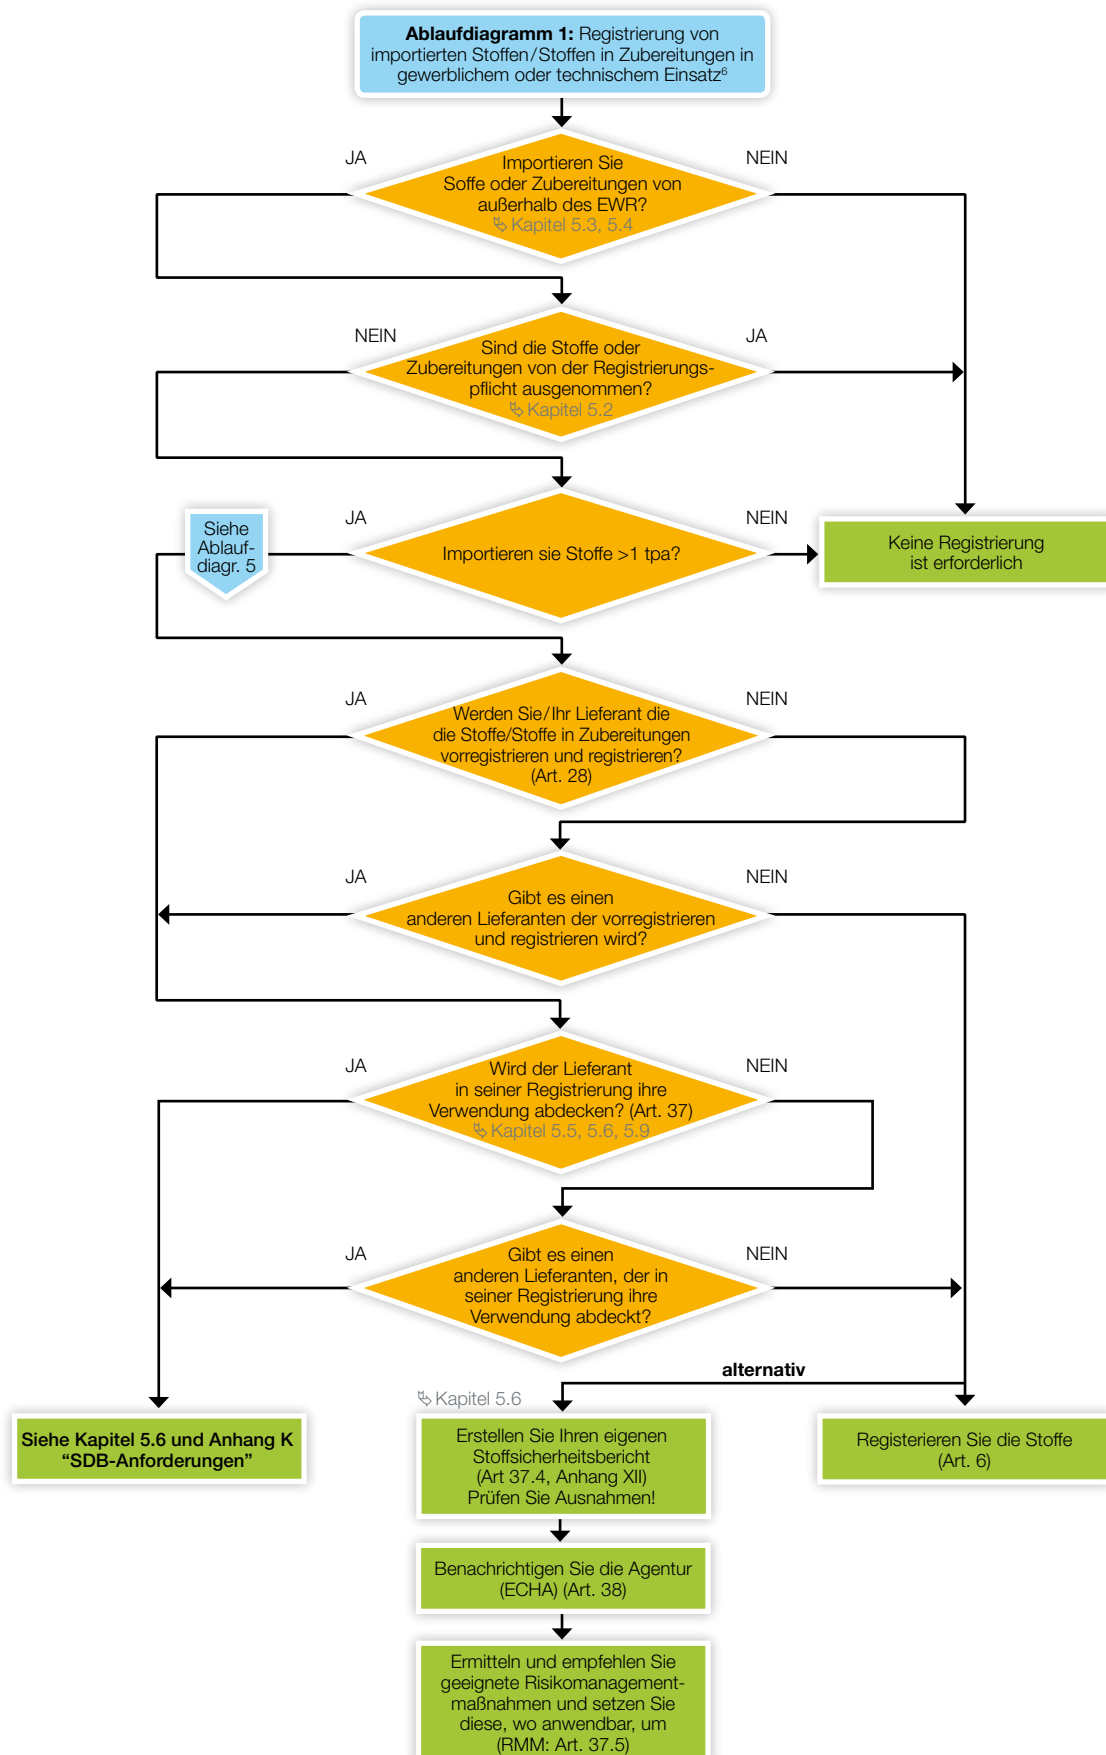 Ablaufdiagramm 1: Registrierung von
importierten Stoffen/Stoffen in Zubereitungen in
gewerblichem oder technischem Einsatz⁶
JA
NEIN
Importieren Sie
Soffe oder Zubereitungen von
außerhalb des EWR?
Kapitel 5.3, 5.4
NEIN
JA
Sind die Stoffe oder
Zubereitungen von der Registrierungs-
pflicht ausgenommen?
Kapitel 5.2
JA
NEIN
Siehe
Ablauf-
diagr. 5
Importieren sie Stoffe >1 tpa?
Keine Registrierung
ist erforderlich
JA
NEIN
Werden Sie/Ihr Lieferant die
die Stoffe/Stoffe in Zubereitungen
vorregistrieren und registrieren?
(Art. 28)
JA
NEIN
Gibt es einen
anderen Lieferanten der vorregistrieren
und registrieren wird?
JA
NEIN
Wird der Lieferant
in seiner Registrierung ihre
Verwendung abdecken? (Art. 37)
Kapitel 5.5, 5.6, 5.9
JA
NEIN
Gibt es einen
anderen Lieferanten, der in
seiner Registrierung ihre
Verwendung abdeckt?
alternativ
Kapitel 5.6
Siehe Kapitel 5.6 und Anhang K
“SDB-Anforderungen”
Erstellen Sie Ihren eigenen
Stoffsicherheitsbericht
(Art 37.4, Anhang XII)
Prüfen Sie Ausnahmen!
Registerieren Sie die Stoffe
(Art. 6)
Benachrichtigen Sie die Agentur
(ECHA) (Art. 38)
Ermitteln und empfehlen Sie
geeignete Risikomanagement-
maßnahmen und setzen Sie
diese, wo anwendbar, um
(RMM: Art. 37.5)